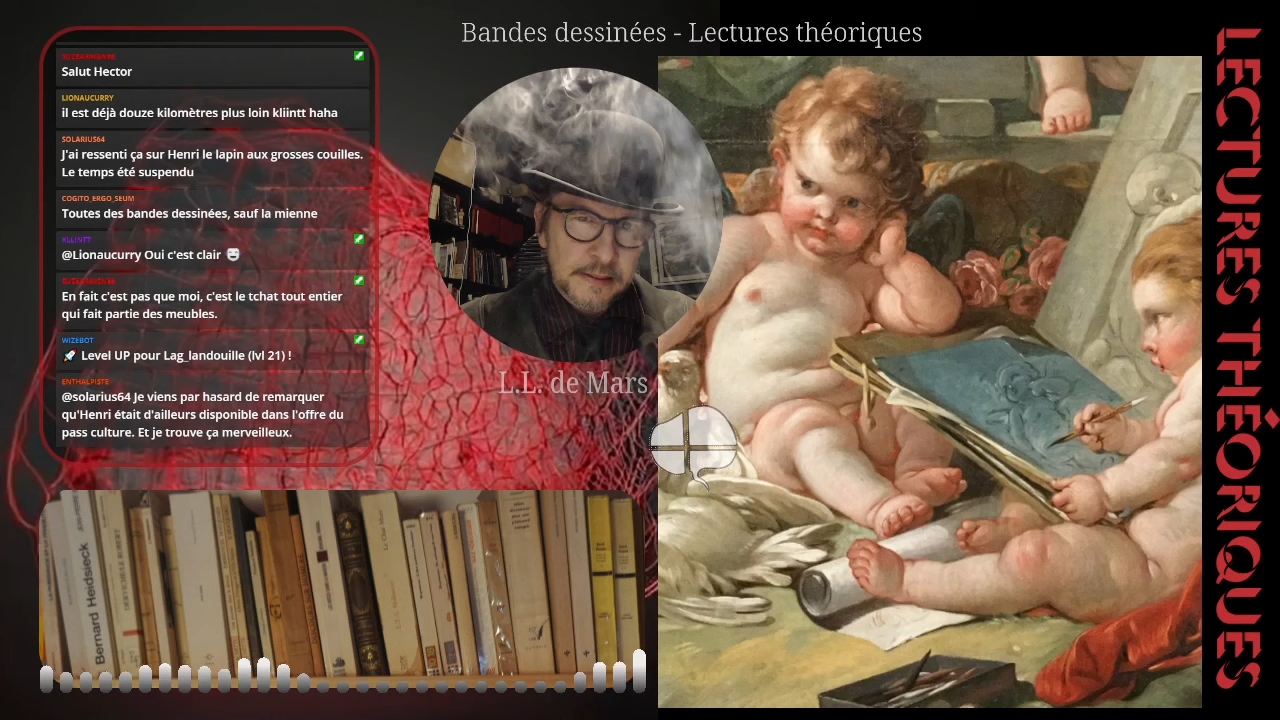 Bandes dessinées - Lectures théoriques
Salut Hector
LIONAUCURRY
il est déjà douze kilomètres plus loin kliintt haha
SOLARIUS64
J'ai ressenti ça sur Henri le lapin aux grosses couilles.
Le temps été suspendu
COGITO_ERGO_SEUM
Toutes des bandes dessinées, sauf la mienne
KLLINTT
@Lionaucurry Oui c'est clair
En fait c'est pas que moi, c'est le tchat tout entier
qui fait partie des meubles.
WIZEBOT
Level UP pour Lag_landouille (lvl 21) !
ENTHALPISTE
@solarius64 Je viens par hasard de remarquer
qu'Henri était d'ailleurs disponible dans l'offre du
pass culture. Et je trouve ça merveilleux.
L.L. de Mars
Bernard Heidsieck
LECTURES THÉORIQUES